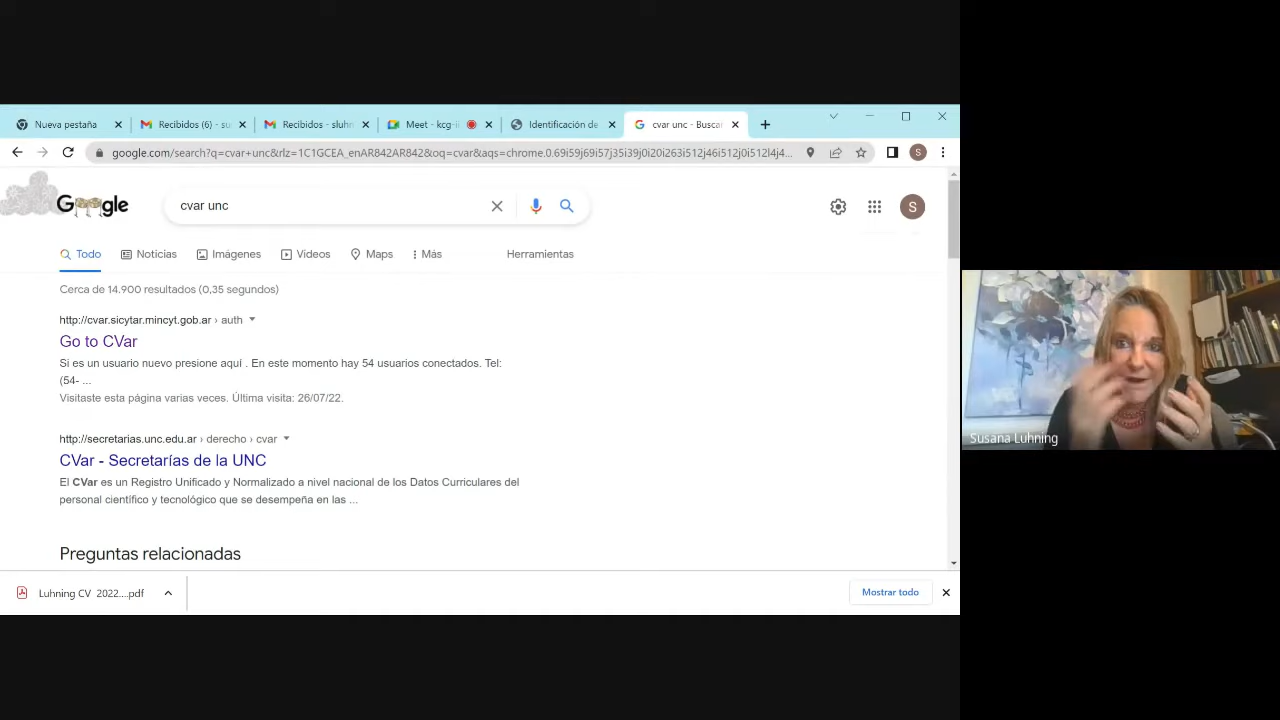 Nueva pestaña
Recibidos (6) - su
Recibidos - sluhn
Meet - kcg-i
Identificación de
cvar unc - Buscar
google.com/search?q=cvar+unc&rlz=1C1GCEA_enAR842AR842&oq=cvar&aqs=chrome.0.69i59j69i57j35i39j0i20i263i512j46i512j0i512l4j4...
S
Google
cvar unc
S
Todo
Noticias
Imágenes
Videos
Maps
Más
Herramientas
Cerca de 14.900 resultados (0,35 segundos)
http://cvar.sicytar.mincyt.gob.ar › auth
Go to CVar
Si es un usuario nuevo presione aquí . En este momento hay 54 usuarios conectados. Tel:
(54- ...
Visitaste esta página varias veces. Última visita: 26/07/22.
http://secretarias.unc.edu.ar › derecho › cvar
CVar - Secretarías de la UNC
El CVar es un Registro Unificado y Normalizado a nivel nacional de los Datos Curriculares del
personal científico y tecnológico que se desempeña en las ...
Preguntas relacionadas
Luhning CV 2022....pdf
Mostrar todo
Susana Luhning